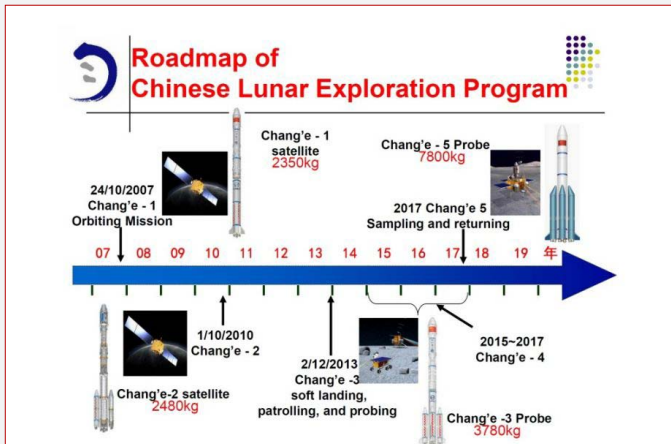 Roadmap of
Chinese Lunar Exploration Program
Chang'e - 1
satellite
2350kg
Chang'e - 5 Probe
7800kg
24/10/2007
Chang'e - 1
Orbiting Mission
2017 Chang'e 5
Sampling and returning
07 08 09 10 11 12 13 14 15 16 17 18 19 年
1/10/2010
Chang'e - 2
2/12/2013
Chang'e -3
soft landing,
patrolling, and probing
2015~2017
Chang'e - 4
Chang'e-2 satellite
2480kg
Chang'e -3 Probe
3780kg